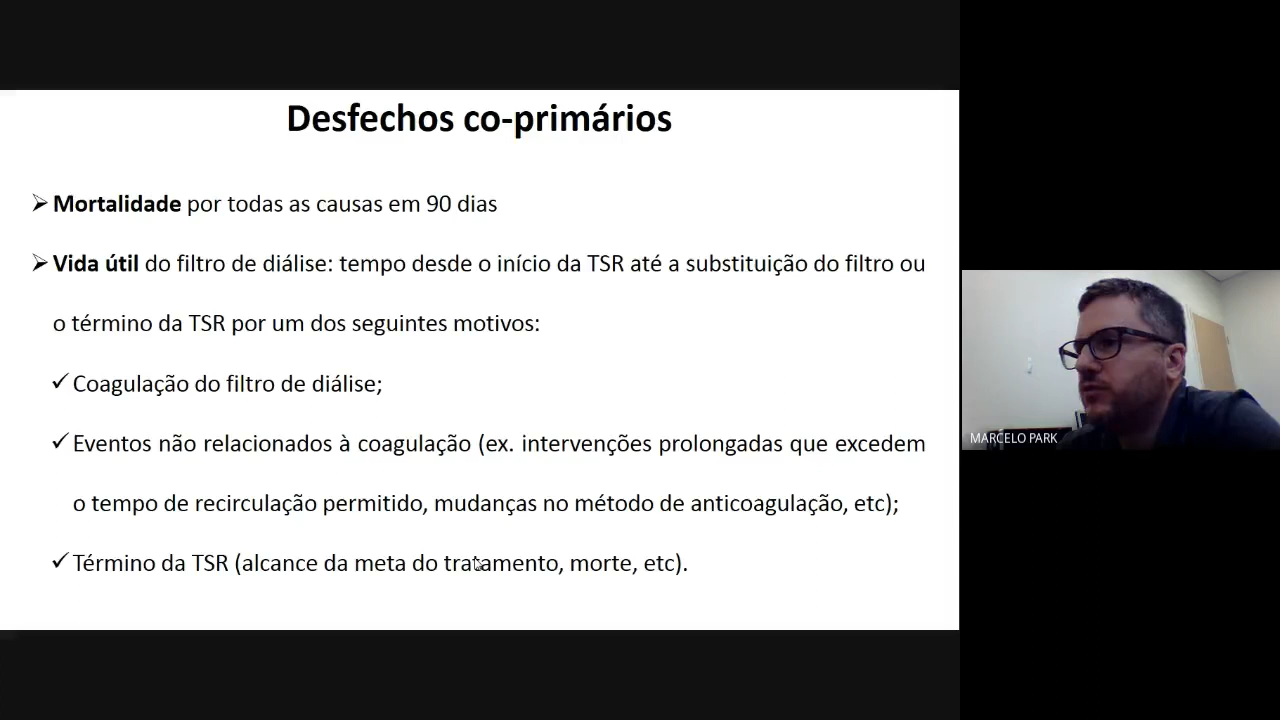 Desfechos co-primários
➢ Mortalidade por todas as causas em 90 dias
➢ Vida útil do filtro de diálise: tempo desde o início da TSR até a substituição do filtro ou
o término da TSR por um dos seguintes motivos:
✓ Coagulação do filtro de diálise;
✓ Eventos não relacionados à coagulação (ex. intervenções prolongadas que excedem
o tempo de recirculação permitido, mudanças no método de anticoagulação, etc);
✓ Término da TSR (alcance da meta do tratamento, morte, etc).
MARCELO PARK